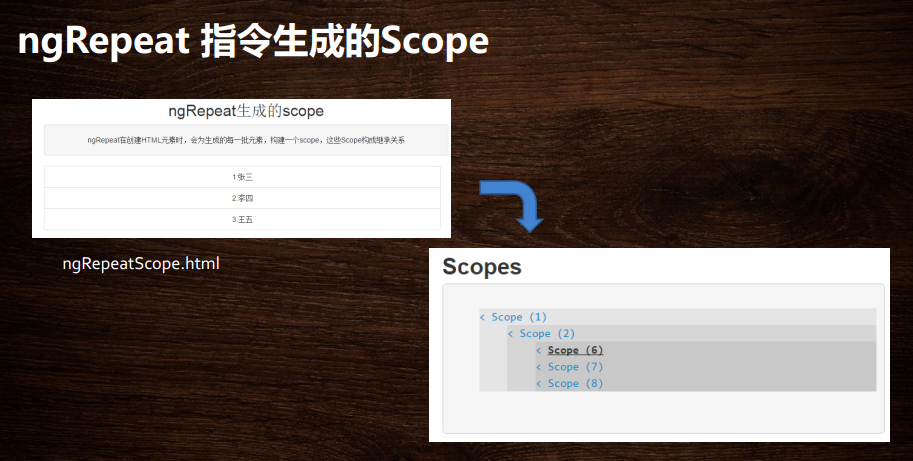 ngRepeat 指令生成的Scope
ngRepeat生成的scope
ngRepeat在创建HTML元素时，会为生成的每一批元素，构建一个scope，这些Scope构成继承关系
1:张三
2:李四
3:王五
ngRepeatScope.html
Scopes
< Scope (1)
< Scope (2)
< Scope (6)
< Scope (7)
< Scope (8)